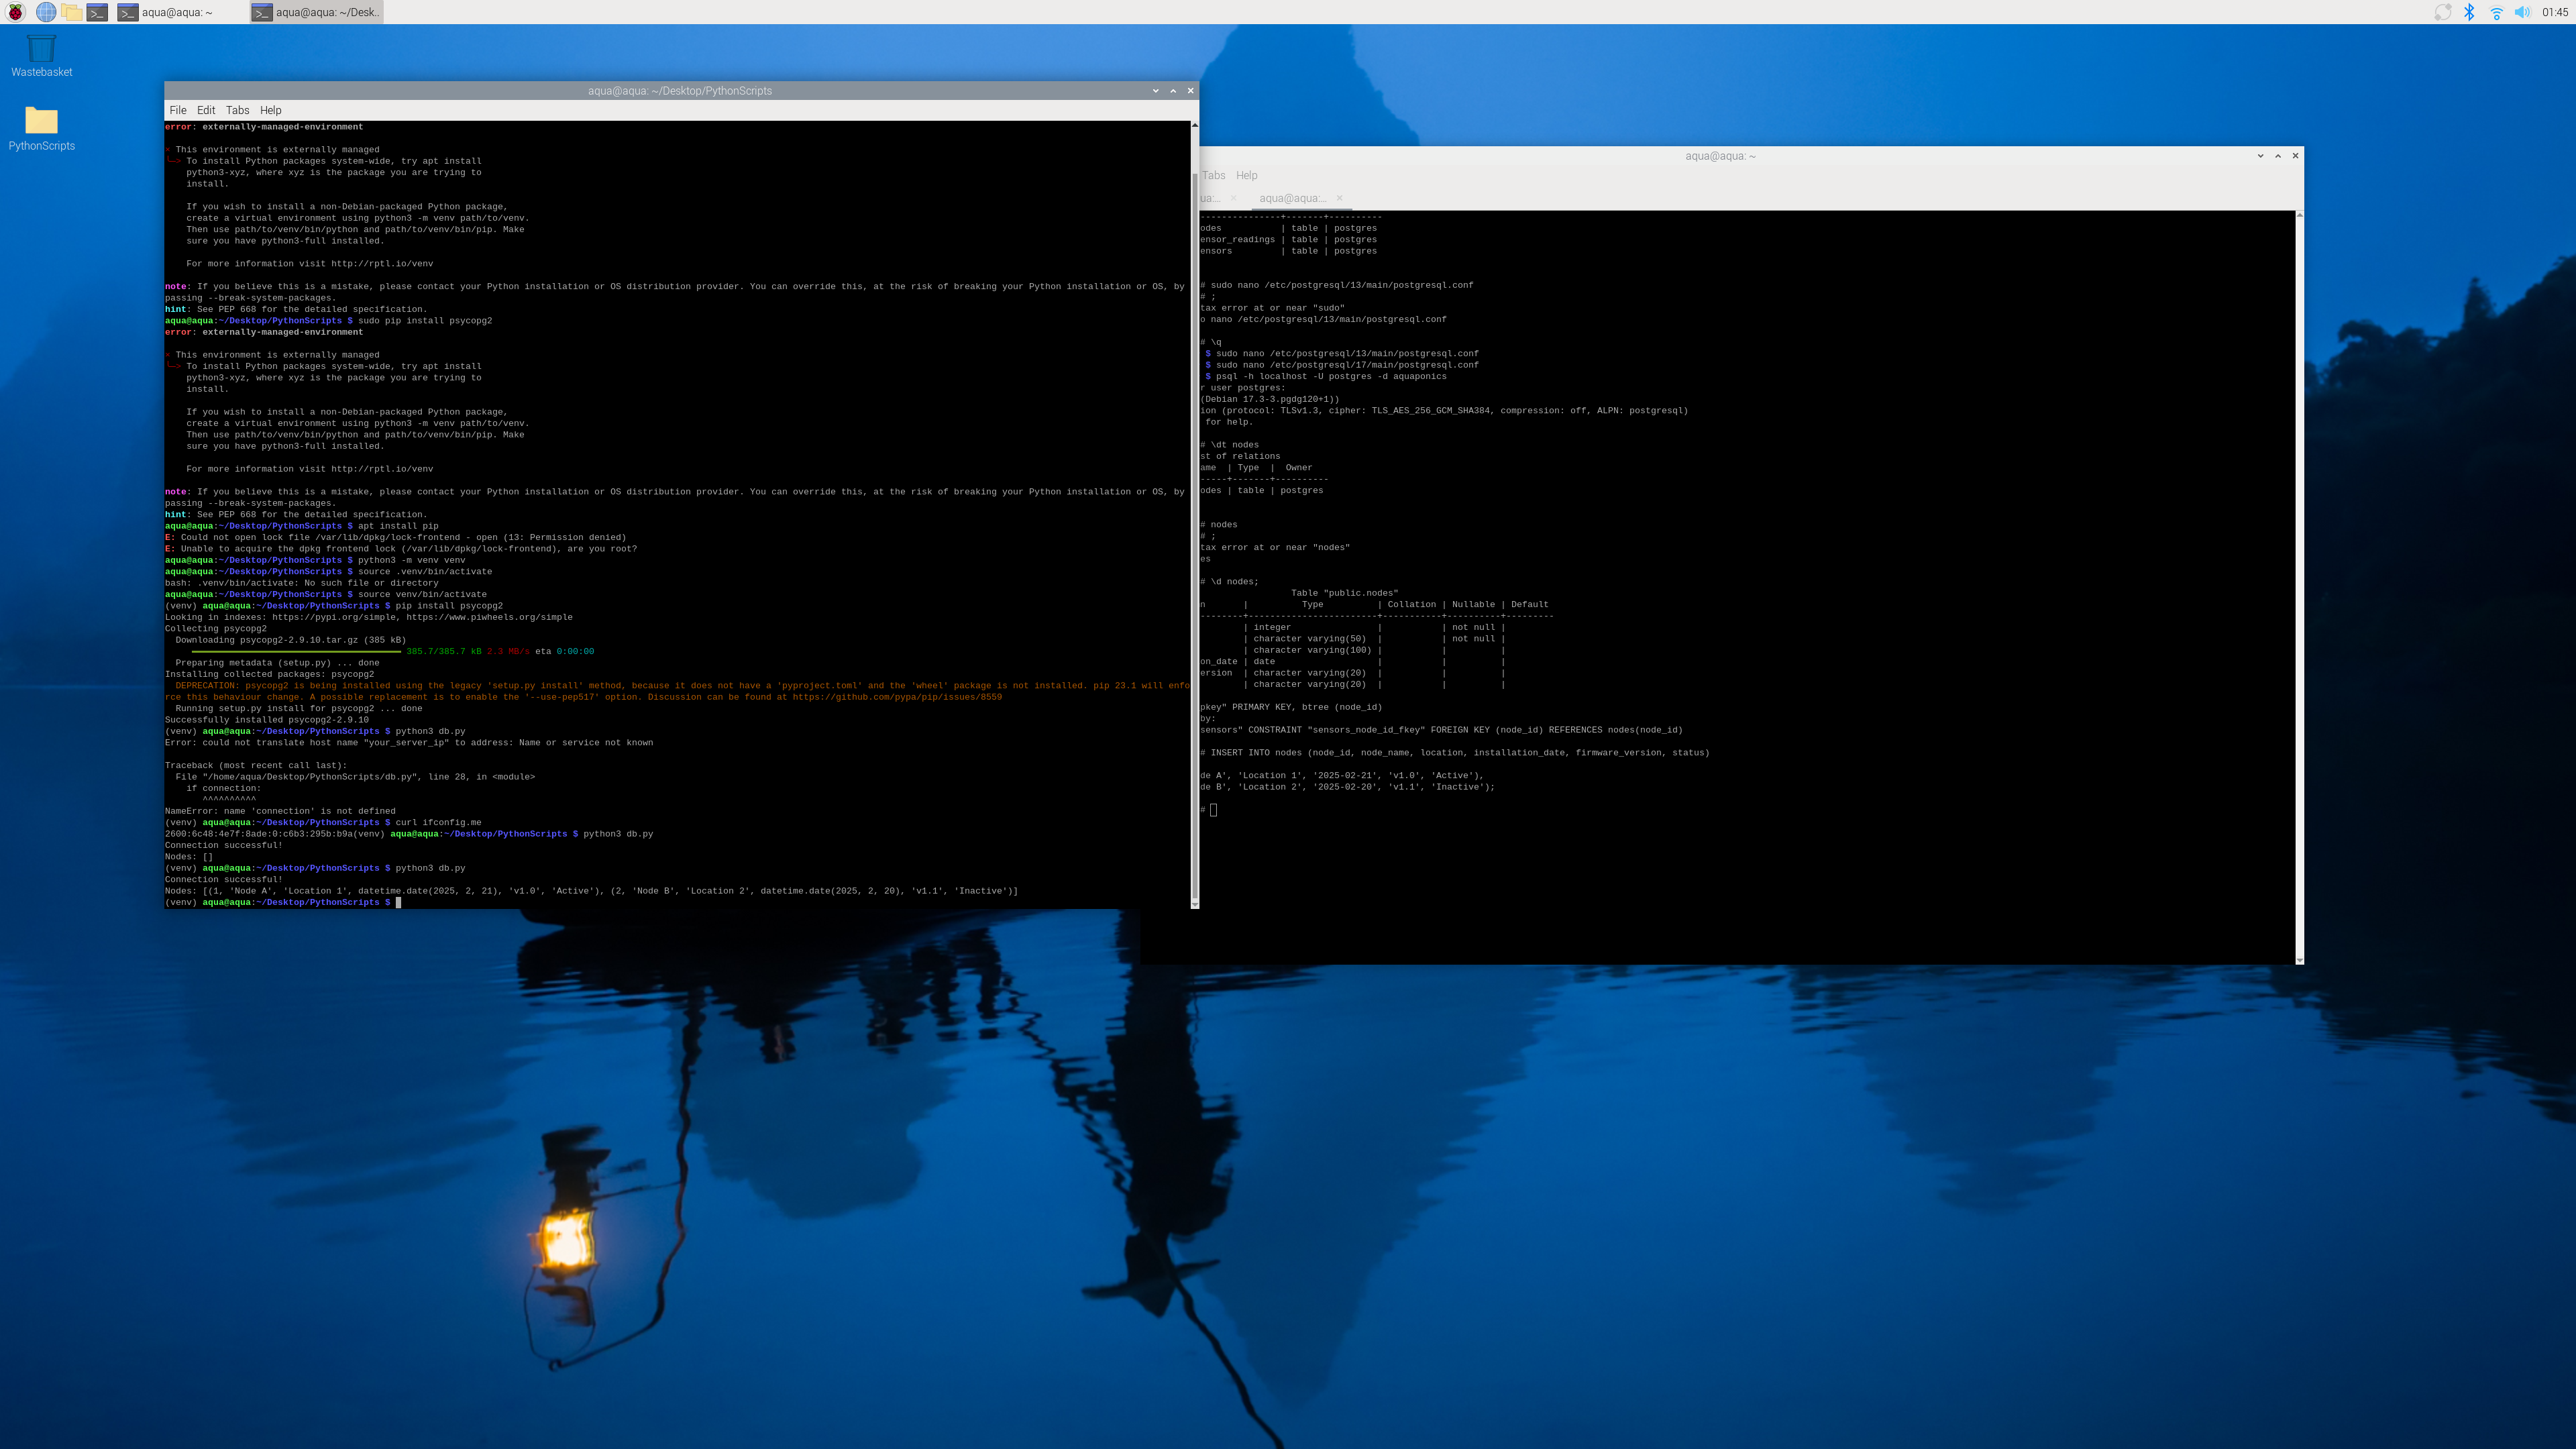 aqua@aqua: ~
aqua@aqua: ~/Desk..
01:45
Wastebasket
PythonScripts
aqua@aqua: ~/Desktop/PythonScripts
File Edit Tabs Help
error: externally-managed-environment
× This environment is externally managed
╰─> To install Python packages system-wide, try apt install
python3-xyz, where xyz is the package you are trying to
install.
If you wish to install a non-Debian-packaged Python package,
create a virtual environment using python3 -m venv path/to/venv.
Then use path/to/venv/bin/python and path/to/venv/bin/pip. Make
sure you have python3-full installed.
For more information visit http://rptl.io/venv
note: If you believe this is a mistake, please contact your Python installation or OS distribution provider. You can override this, at the risk of breaking your Python installation or OS, by
passing --break-system-packages.
hint: See PEP 668 for the detailed specification.
aqua@aqua:~/Desktop/PythonScripts $ sudo pip install psycopg2
error: externally-managed-environment
× This environment is externally managed
╰─> To install Python packages system-wide, try apt install
python3-xyz, where xyz is the package you are trying to
install.
If you wish to install a non-Debian-packaged Python package,
create a virtual environment using python3 -m venv path/to/venv.
Then use path/to/venv/bin/python and path/to/venv/bin/pip. Make
sure you have python3-full installed.
For more information visit http://rptl.io/venv
note: If you believe this is a mistake, please contact your Python installation or OS distribution provider. You can override this, at the risk of breaking your Python installation or OS, by
passing --break-system-packages.
hint: See PEP 668 for the detailed specification.
aqua@aqua:~/Desktop/PythonScripts $ apt install pip
E: Could not open lock file /var/lib/dpkg/lock-frontend - open (13: Permission denied)
E: Unable to acquire the dpkg frontend lock (/var/lib/dpkg/lock-frontend), are you root?
aqua@aqua:~/Desktop/PythonScripts $ python3 -m venv venv
aqua@aqua:~/Desktop/PythonScripts $ source .venv/bin/activate
bash: .venv/bin/activate: No such file or directory
aqua@aqua:~/Desktop/PythonScripts $ source venv/bin/activate
(venv) aqua@aqua:~/Desktop/PythonScripts $ pip install psycopg2
Looking in indexes: https://pypi.org/simple, https://www.piwheels.org/simple
Collecting psycopg2
Downloading psycopg2-2.9.10.tar.gz (385 kB)
385.7/385.7 kB 2.3 MB/s eta 0:00:00
Preparing metadata (setup.py) ... done
Installing collected packages: psycopg2
DEPRECATION: psycopg2 is being installed using the legacy 'setup.py install' method, because it does not have a 'pyproject.toml' and the 'wheel' package is not installed. pip 23.1 will enfo
rce this behaviour change. A possible replacement is to enable the '--use-pep517' option. Discussion can be found at https://github.com/pypa/pip/issues/8559
Running setup.py install for psycopg2 ... done
Successfully installed psycopg2-2.9.10
(venv) aqua@aqua:~/Desktop/PythonScripts $ python3 db.py
Error: could not translate host name "your_server_ip" to address: Name or service not known
Traceback (most recent call last):
File "/home/aqua/Desktop/PythonScripts/db.py", line 28, in <module>
if connection:
^^^^^^^^^^
NameError: name 'connection' is not defined
(venv) aqua@aqua:~/Desktop/PythonScripts $ curl ifconfig.me
2600:6c48:4e7f:8ade:0:c6b3:295b:b9a(venv) aqua@aqua:~/Desktop/PythonScripts $ python3 db.py
Connection successful!
Nodes: []
(venv) aqua@aqua:~/Desktop/PythonScripts $ python3 db.py
Connection successful!
Nodes: [(1, 'Node A', 'Location 1', datetime.date(2025, 2, 21), 'v1.0', 'Active'), (2, 'Node B', 'Location 2', datetime.date(2025, 2, 20), 'v1.1', 'Inactive')]
(venv) aqua@aqua:~/Desktop/PythonScripts $
aqua@aqua: ~
Tabs Help
ua:.. × aqua@aqua:.. ×
---------------+-------+----------
odes | table | postgres
ensor_readings | table | postgres
ensors | table | postgres
# sudo nano /etc/postgresql/13/main/postgresql.conf
# ;
tax error at or near "sudo"
o nano /etc/postgresql/13/main/postgresql.conf
# \q
$ sudo nano /etc/postgresql/13/main/postgresql.conf
$ sudo nano /etc/postgresql/17/main/postgresql.conf
$ psql -h localhost -U postgres -d aquaponics
r user postgres:
(Debian 17.3-3.pgdg120+1))
ion (protocol: TLSv1.3, cipher: TLS_AES_256_GCM_SHA384, compression: off, ALPN: postgresql)
for help.
# \dt nodes
st of relations
ame | Type | Owner
-----+-------+----------
odes | table | postgres
# nodes
# ;
tax error at or near "nodes"
es
# \d nodes;
Table "public.nodes"
n | Type | Collation | Nullable | Default
--------+------------------------+-----------+----------+---------
| integer | | not null |
| character varying(50) | | not null |
| character varying(100) | | |
on_date | date | | |
ersion | character varying(20) | | |
| character varying(20) | | |
pkey" PRIMARY KEY, btree (node_id)
by:
sensors" CONSTRAINT "sensors_node_id_fkey" FOREIGN KEY (node_id) REFERENCES nodes(node_id)
# INSERT INTO nodes (node_id, node_name, location, installation_date, firmware_version, status)
de A', 'Location 1', '2025-02-21', 'v1.0', 'Active'),
de B', 'Location 2', '2025-02-20', 'v1.1', 'Inactive');
#